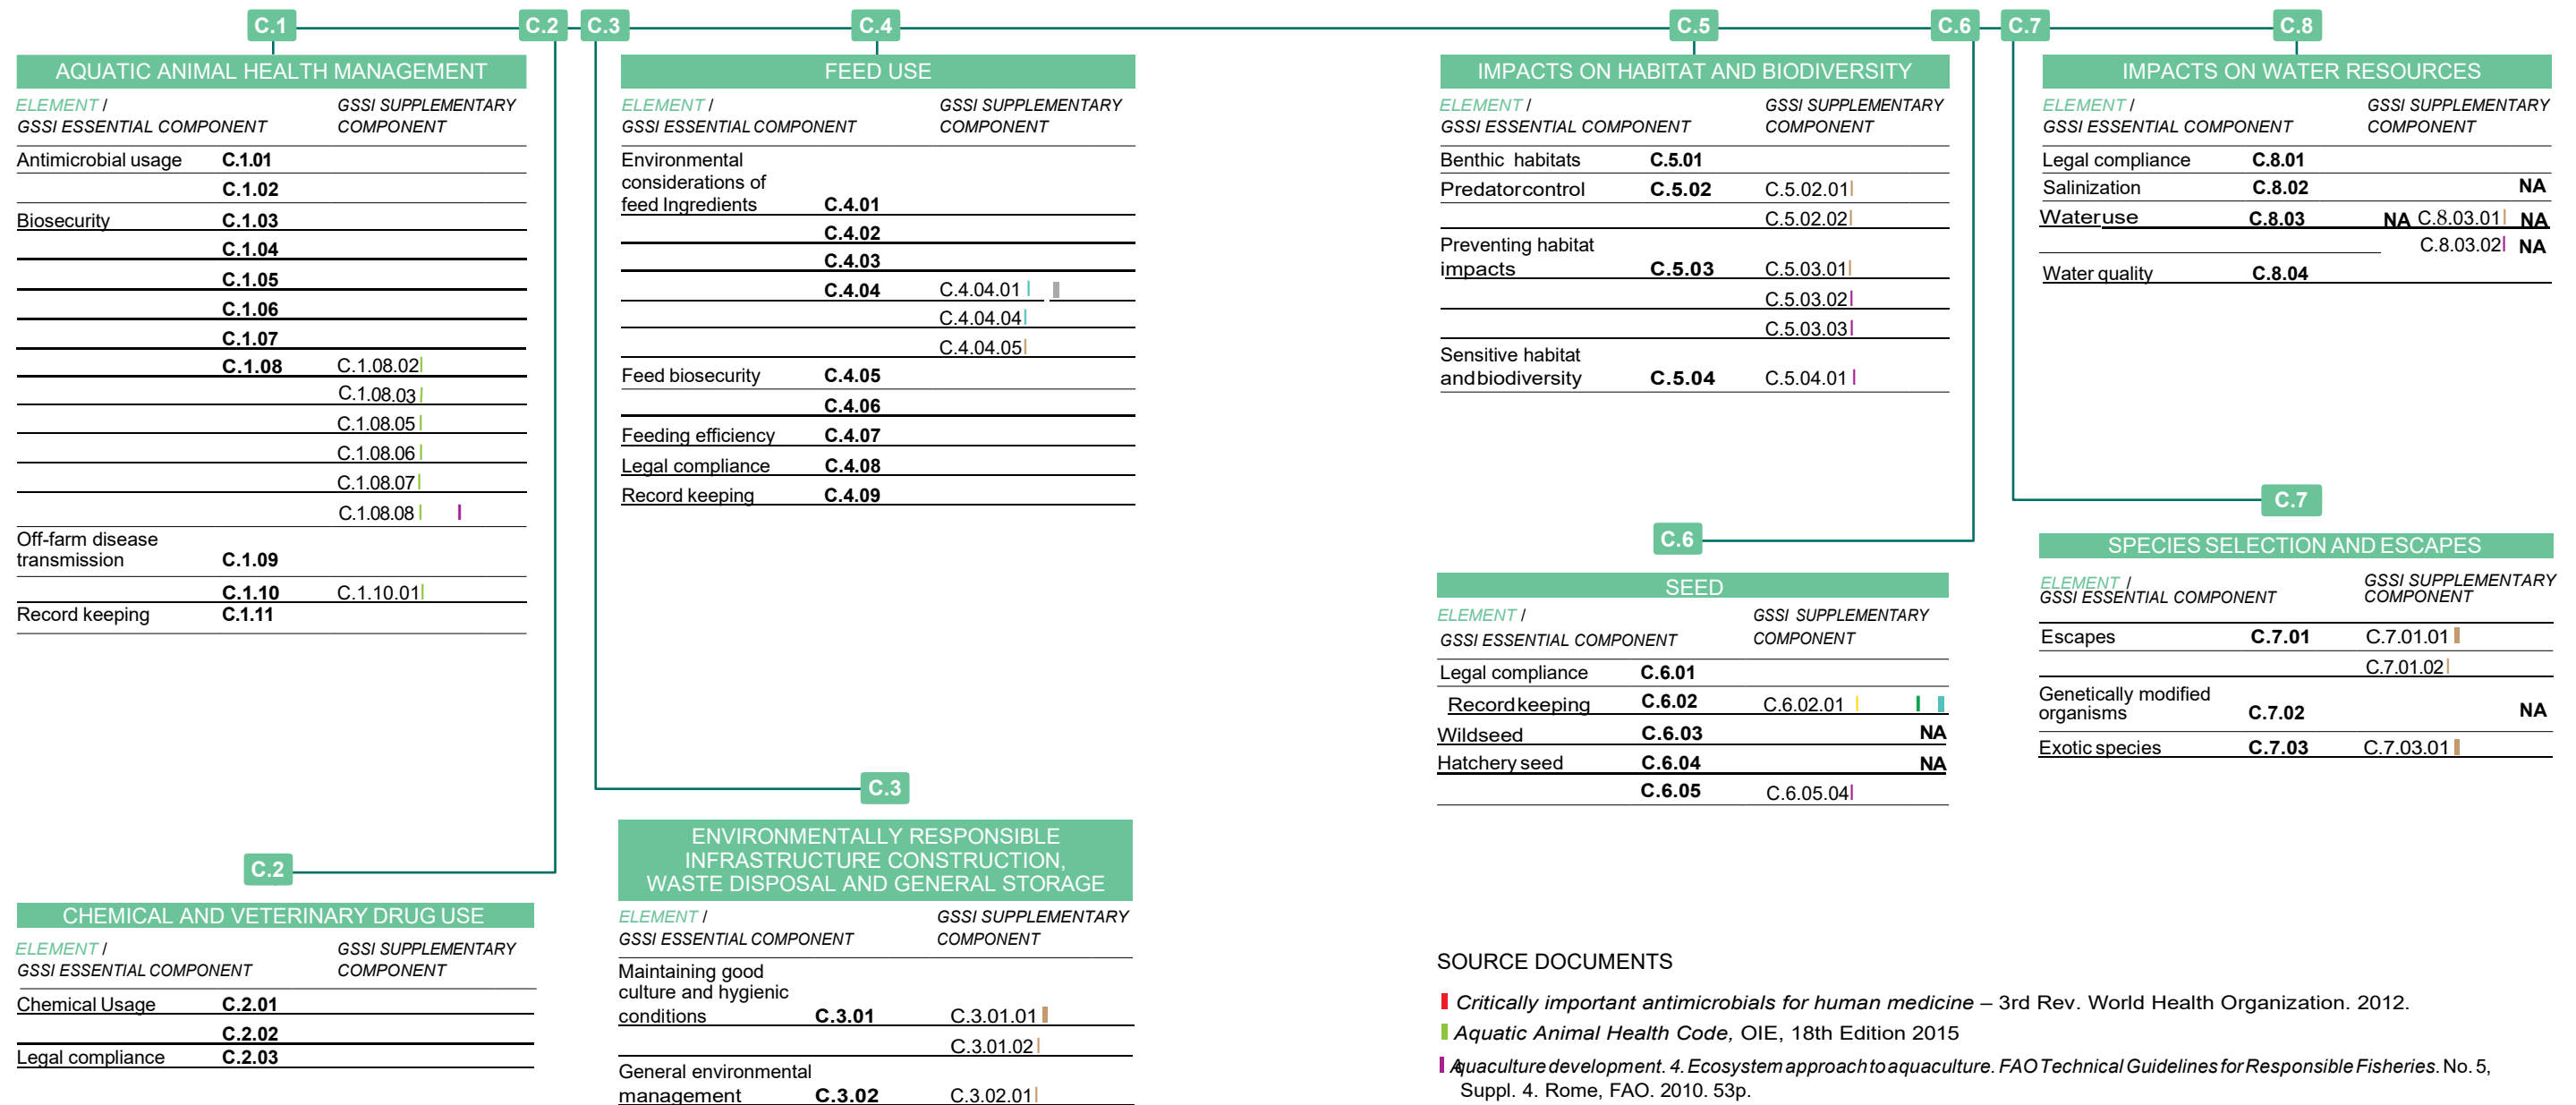 C.1
C.2
C.3
C.4
C.5
C.6
C.7
C.8
AQUATIC ANIMAL HEALTH MANAGEMENT
ELEMENT /
GSSI SUPPLEMENTARY
GSSI ESSENTIAL COMPONENT
COMPONENT
Antimicrobial usage C.1.01
C.1.02
Biosecurity C.1.03
C.1.04
C.1.05
C.1.06
C.1.07
C.1.08 C.1.08.02
C.1.08.03
C.1.08.05
C.1.08.06
C.1.08.07
C.1.08.08
Off-farm disease
transmission C.1.09
C.1.10 C.1.10.01
Record keeping C.1.11
C.2
CHEMICAL AND VETERINARY DRUG USE
ELEMENT /
GSSI SUPPLEMENTARY
GSSI ESSENTIAL COMPONENT
COMPONENT
Chemical Usage C.2.01
C.2.02
Legal compliance C.2.03
FEED USE
ELEMENT /
GSSI SUPPLEMENTARY
GSSI ESSENTIAL COMPONENT
COMPONENT
Environmental
considerations of
feed Ingredients C.4.01
C.4.02
C.4.03
C.4.04 C.4.04.01
C.4.04.04
C.4.04.05
Feed biosecurity C.4.05
C.4.06
Feeding efficiency C.4.07
Legal compliance C.4.08
Record keeping C.4.09
C.3
ENVIRONMENTALLY RESPONSIBLE
INFRASTRUCTURE CONSTRUCTION,
WASTE DISPOSAL AND GENERAL STORAGE
ELEMENT /
GSSI SUPPLEMENTARY
GSSI ESSENTIAL COMPONENT
COMPONENT
Maintaining good
culture and hygienic
conditions C.3.01 C.3.01.01
C.3.01.02
General environmental
management C.3.02 C.3.02.01
IMPACTS ON HABITAT AND BIODIVERSITY
ELEMENT /
GSSI SUPPLEMENTARY
GSSI ESSENTIAL COMPONENT
COMPONENT
Benthic habitats C.5.01
Predatorcontrol C.5.02 C.5.02.01
C.5.02.02
Preventing habitat
impacts C.5.03 C.5.03.01
C.5.03.02
C.5.03.03
Sensitive habitat
andbiodiversity C.5.04 C.5.04.01
C.6
SEED
ELEMENT /
GSSI SUPPLEMENTARY
GSSI ESSENTIAL COMPONENT
COMPONENT
Legal compliance C.6.01
Recordkeeping C.6.02 C.6.02.01
Wildseed C.6.03 NA
Hatchery seed C.6.04 NA
C.6.05 C.6.05.04
IMPACTS ON WATER RESOURCES
ELEMENT /
GSSI SUPPLEMENTARY
GSSI ESSENTIAL COMPONENT
COMPONENT
Legal compliance C.8.01
Salinization C.8.02 NA
Wateruse C.8.03 NA C.8.03.01 NA
C.8.03.02 NA
Water quality C.8.04
C.7
SPECIES SELECTION AND ESCAPES
ELEMENT /
GSSI SUPPLEMENTARY
GSSI ESSENTIAL COMPONENT
COMPONENT
Escapes C.7.01 C.7.01.01
C.7.01.02
Genetically modified
organisms C.7.02 NA
Exotic species C.7.03 C.7.03.01
SOURCE DOCUMENTS
Critically important antimicrobials for human medicine – 3rd Rev. World Health Organization. 2012.
Aquatic Animal Health Code, OIE, 18th Edition 2015
Aquaculture development. 4. Ecosystem approach to aquaculture. FAO Technical Guidelines for Responsible Fisheries. No. 5,
Suppl. 4. Rome, FAO. 2010. 53p.